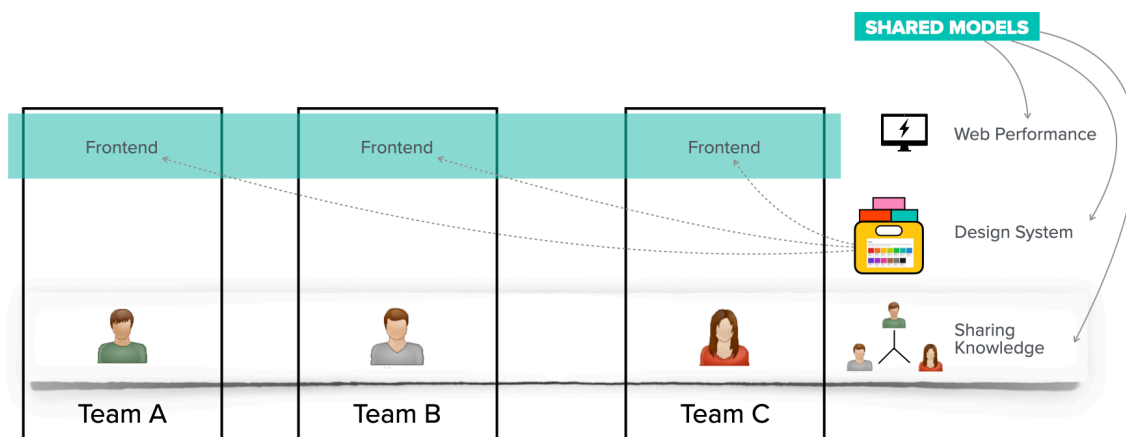 SHARED MODELS
Frontend
Frontend
Frontend
Web Performance
Design System
Sharing
Knowledge
Team A
Team B
Team C